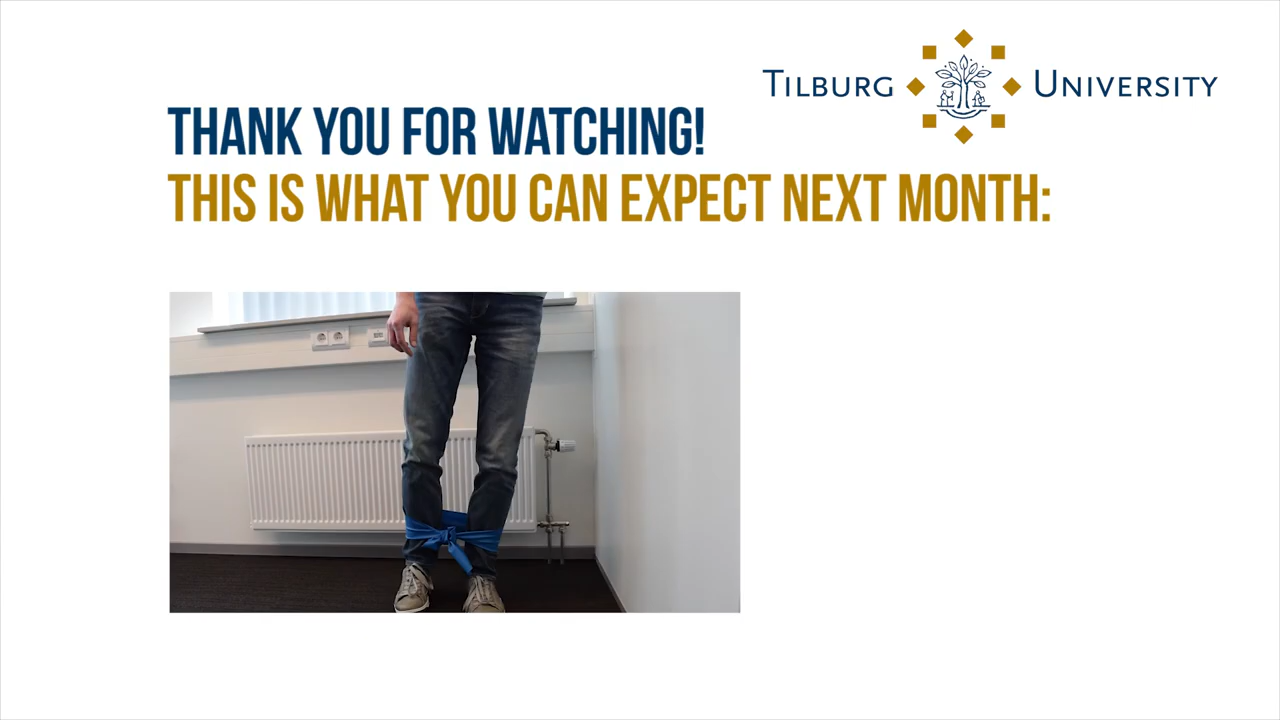 TILBURG UNIVERSITY
THANK YOU FOR WATCHING!
THIS IS WHAT YOU CAN EXPECT NEXT MONTH: